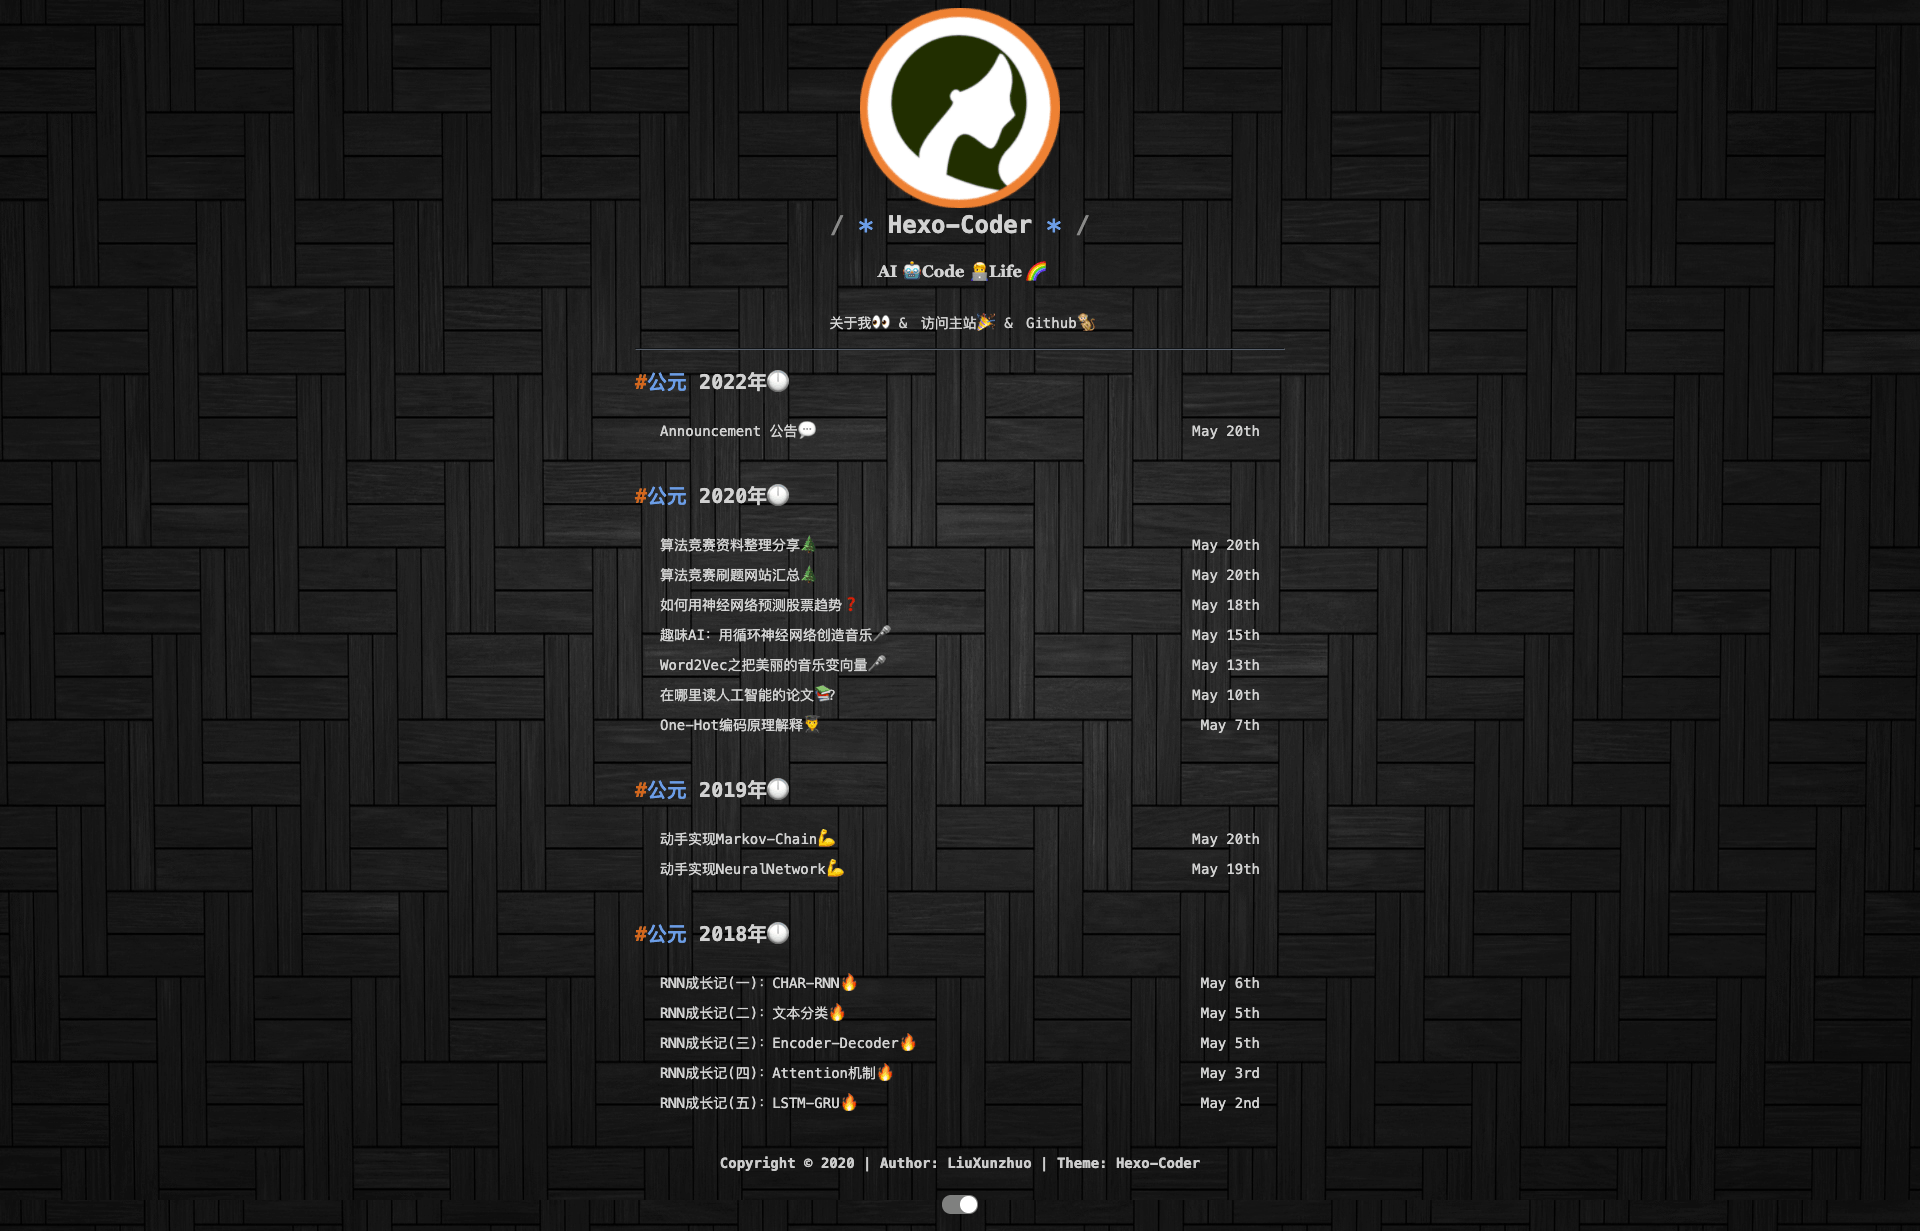 / * Hexo-Coder * /
AI 🤖Code 👨‍💻Life 🌈
关于我👀 & 访问主站🎉 & Github🐒
#公元 2022年🕛
Announcement 公告💬 May 20th
#公元 2020年🕛
算法竞赛资料整理分享🌲 May 20th
算法竞赛刷题网站汇总🌲 May 20th
如何用神经网络预测股票趋势❓ May 18th
趣味AI: 用循环神经网络创造音乐🎤 May 15th
Word2Vec之把美丽的音乐变向量🎤 May 13th
在哪里读人工智能的论文📚? May 10th
One-Hot编码原理解释👨‍🎓 May 7th
#公元 2019年🕛
动手实现Markov-Chain💪 May 20th
动手实现NeuralNetwork💪 May 19th
#公元 2018年🕛
RNN成长记(一): CHAR-RNN🔥 May 6th
RNN成长记(二): 文本分类🔥 May 5th
RNN成长记(三): Encoder-Decoder🔥 May 5th
RNN成长记(四): Attention机制🔥 May 3rd
RNN成长记(五): LSTM-GRU🔥 May 2nd
Copyright © 2020 | Author: LiuXunzhuo | Theme: Hexo-Coder